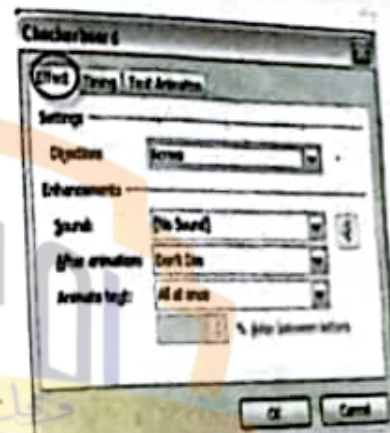 Checkerboard
Effect Timing Text Animation
Settings
Direction: Across
Enhancements
Sound: [No Sound]
After animation: Don't Dim
Animate text: All at once
% delay between letters
OK Cancel